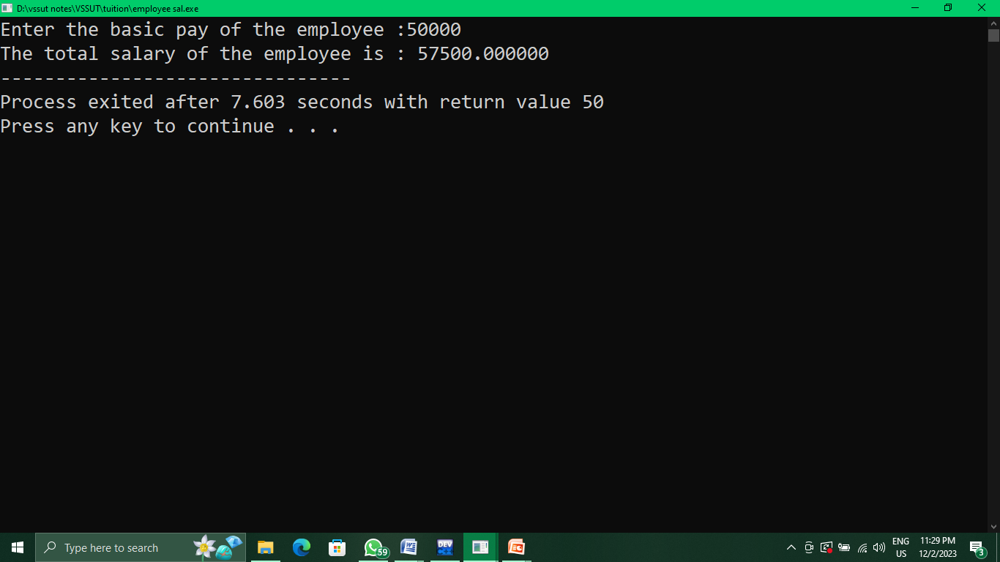 D:\vssut notes\VSSUT\tuition\employee sal.exe
Enter the basic pay of the employee :50000
The total salary of the employee is : 57500.000000
--------------------------------
Process exited after 7.603 seconds with return value 50
Press any key to continue . . .
Type here to search
59
DEV
ENG
US
11:29 PM
12/2/2023
3